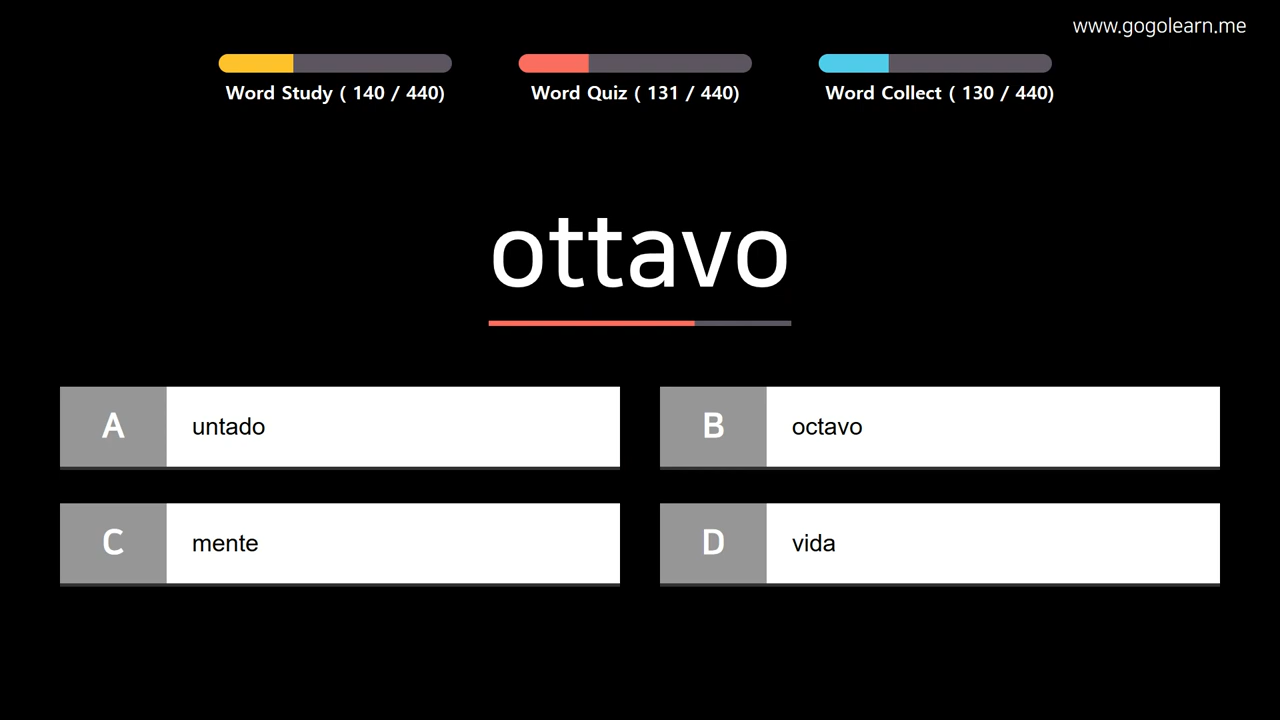 www.gogolearn.me
Word Study ( 140 / 440)
Word Quiz ( 131 / 440)
Word Collect ( 130 / 440)
ottavo
A untado
B octavo
C mente
D vida